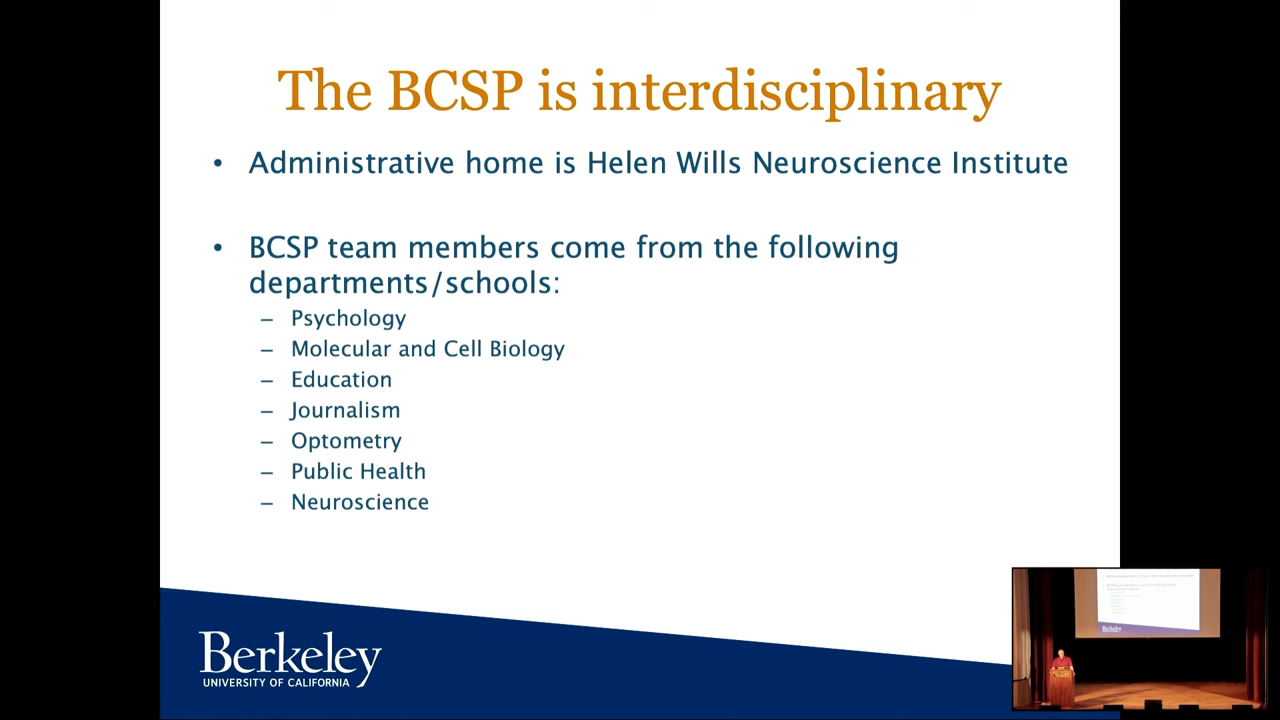 The BCSP is interdisciplinary
• Administrative home is Helen Wills Neuroscience Institute
• BCSP team members come from the following
departments/schools:
– Psychology
– Molecular and Cell Biology
– Education
– Journalism
– Optometry
– Public Health
– Neuroscience
Berkeley
UNIVERSITY OF CALIFORNIA
Berkeley